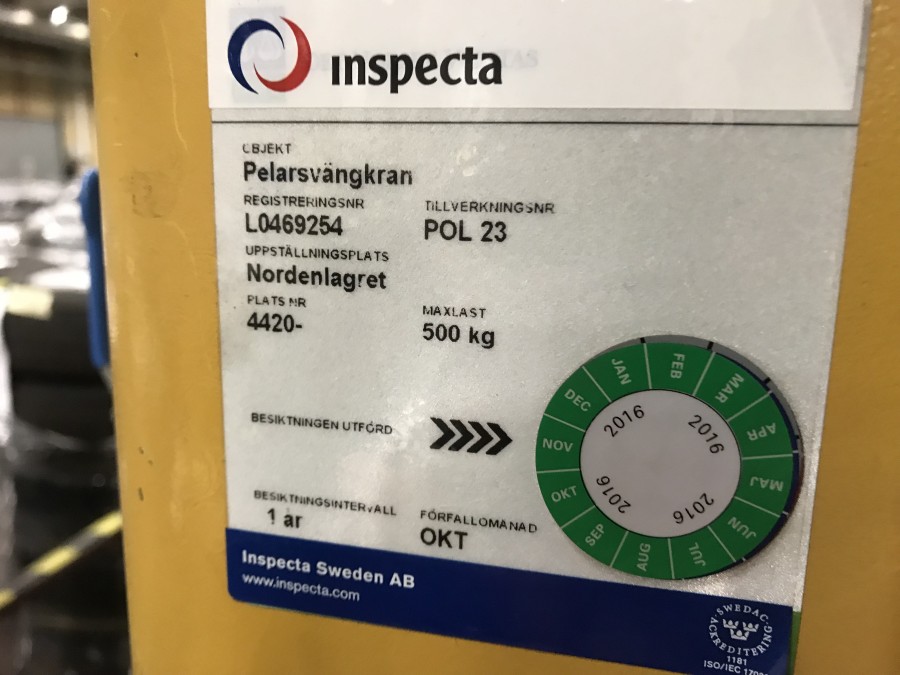 inspecta
OBJEKT
Pelarsvängkran
REGISTRERINGSNR
L0469254
TILLVERKNINGSNR
POL 23
UPPSTÄLLNINGSPLATS
Nordenlagret
PLATS NR
4420-
MAXLAST
500 kg
BESIKTNINGEN UTFÖRD
BESIKTNINGSINTERVALL
1 år
FÖRFALLOMÅNAD
OKT
JAN
FEB
MAR
APR
MAJ
JUN
JUL
AUG
SEP
OKT
NOV
DEC
2016
2016
2016
2016
Inspecta Sweden AB
www.inspecta.com
SWEDAC
ACKREDITERING
1181
ISO/IEC